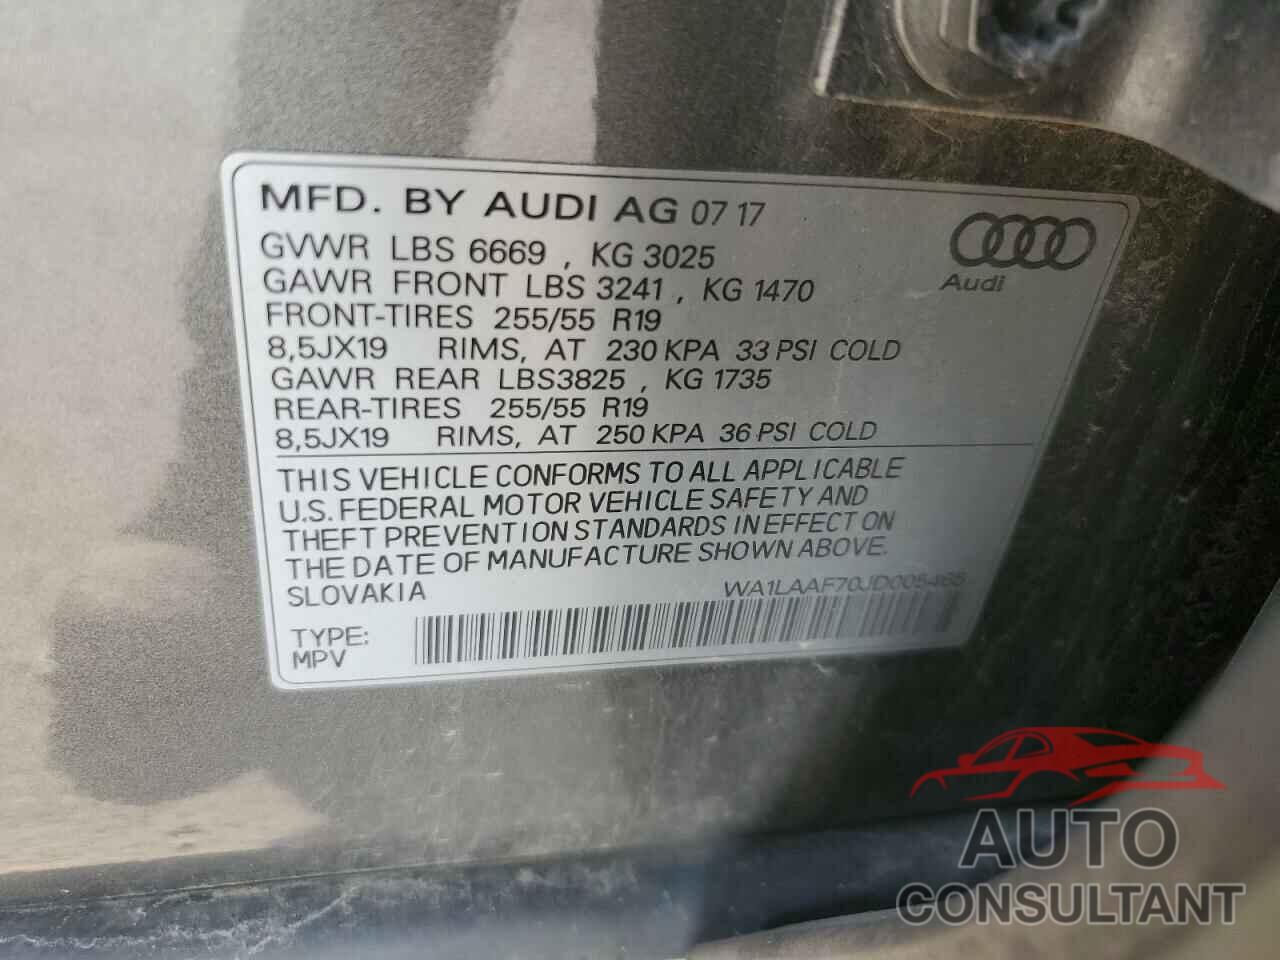 MFD. BY AUDI AG 07 17
GVWR LBS 6669 , KG 3025
GAWR FRONT LBS 3241 , KG 1470
FRONT-TIRES 255/55 R19
8,5JX19 RIMS, AT 230 KPA 33 PSI COLD
GAWR REAR LBS3825 , KG 1735
REAR-TIRES 255/55 R19
8,5JX19 RIMS, AT 250 KPA 36 PSI COLD
Audi
THIS VEHICLE CONFORMS TO ALL APPLICABLE
U.S. FEDERAL MOTOR VEHICLE SAFETY AND
THEFT PREVENTION STANDARDS IN EFFECT ON
THE DATE OF MANUFACTURE SHOWN ABOVE.
SLOVAKIA WA1LAAF70JD005465
TYPE:
MPV
AUTO
CONSULTANT